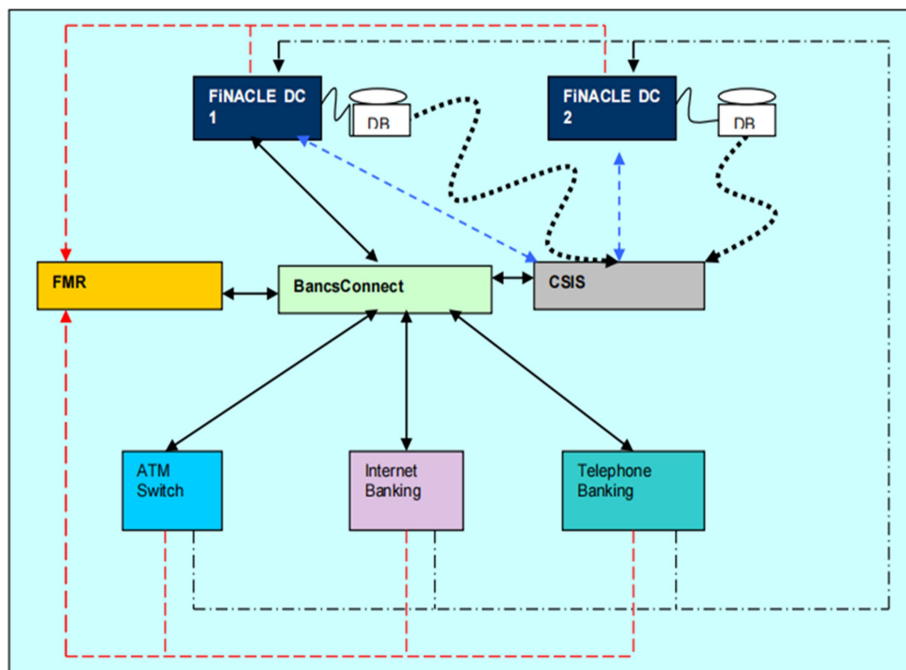 FiNACLE DC
1
DB
FiNACLE DC
2
DB
FMR
BancsConnect
CSIS
ATM
Switch
Internet
Banking
Telephone
Banking